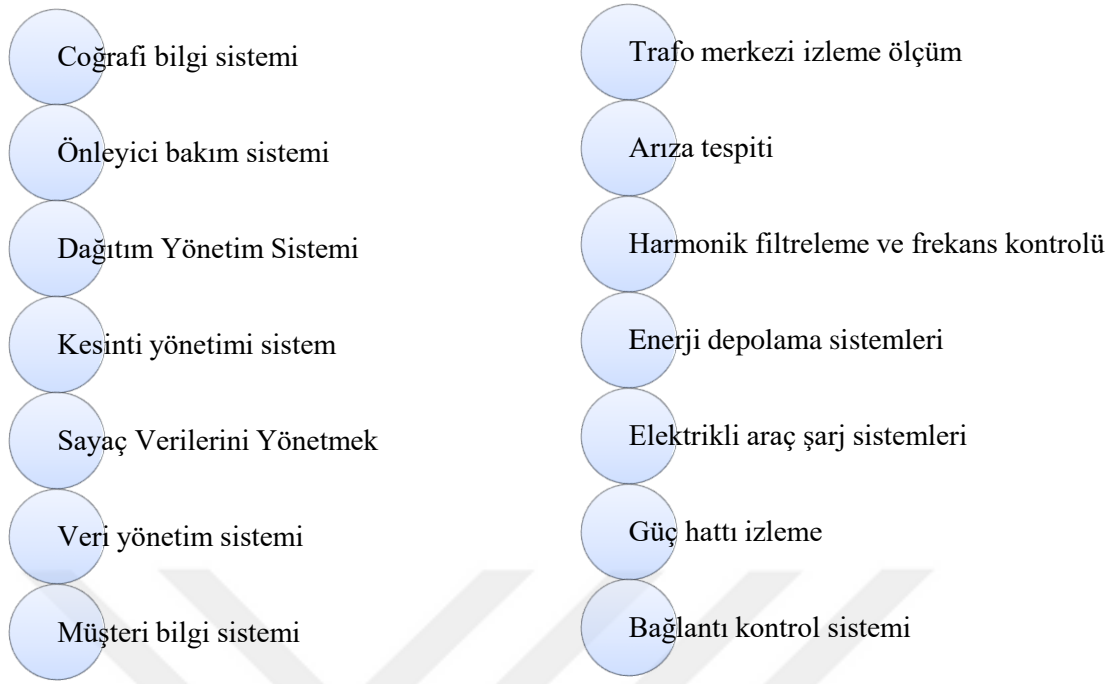 Coğrafi bilgi sistemi
Önleyici bakım sistemi
Dağıtım Yönetim Sistemi
Kesinti yönetimi sistem
Sayaç Verilerini Yönetmek
Veri yönetim sistemi
Müşteri bilgi sistemi
Trafo merkezi izleme ölçüm
Arıza tespiti
Harmonik filtreleme ve frekans kontrolü
Enerji depolama sistemleri
Elektrikli araç şarj sistemleri
Güç hattı izleme
Bağlantı kontrol sistemi